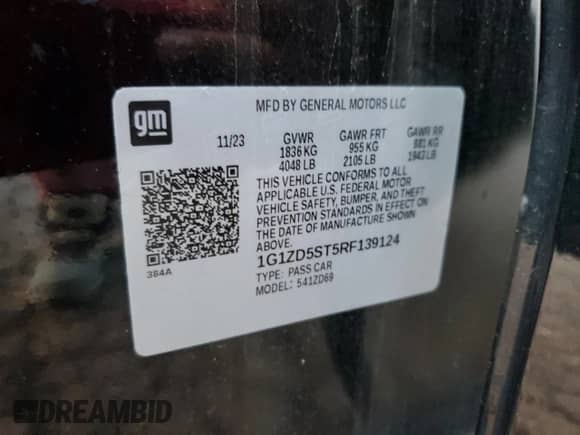 gm
MFD BY GENERAL MOTORS LLC
11/23 GVWR GAWR FRT GAWR RR
1836 KG 955 KG 881 KG
4048 LB 2105 LB 1943 LB
THIS VEHICLE CONFORMS TO ALL
APPLICABLE U.S. FEDERAL MOTOR
VEHICLE SAFETY, BUMPER, AND THEFT
PREVENTION STANDARDS IN EFFECT ON
THE DATE OF MANUFACTURE SHOWN
ABOVE.
1G1ZD5ST5RF139124
TYPE: PASS CAR
MODEL: 541ZD69
384A
DREAMBID